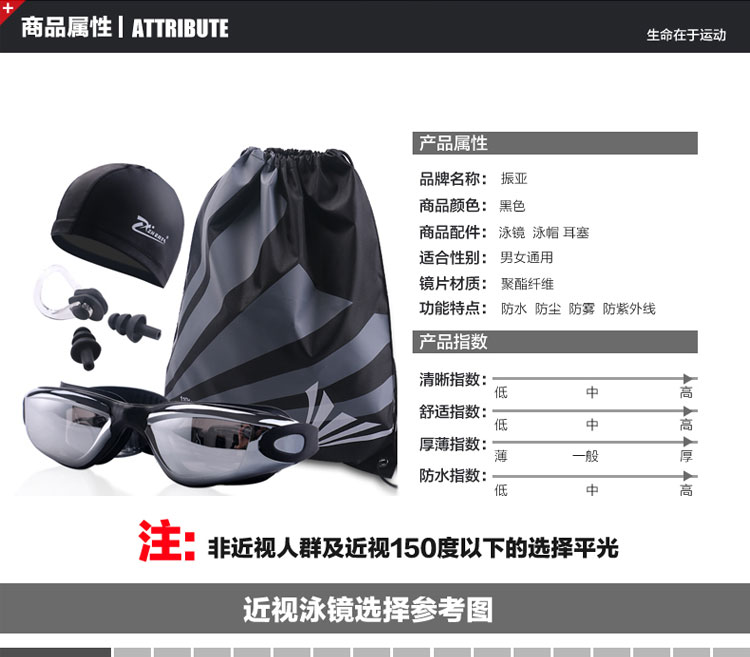 商品属性 | ATTRIBUTE
生命在于运动
产品属性
品牌名称： 振亚
商品颜色： 黑色
商品配件： 泳镜 泳帽 耳塞
适合性别： 男女通用
镜片材质： 聚酯纤维
功能特点： 防水 防尘 防雾 防紫外线
产品指数
清晰指数：
低 中 高
舒适指数：
低 中 高
厚薄指数：
薄 一般 厚
防水指数：
低 中 高
注: 非近视人群及近视150度以下的选择平光
近视泳镜选择参考图